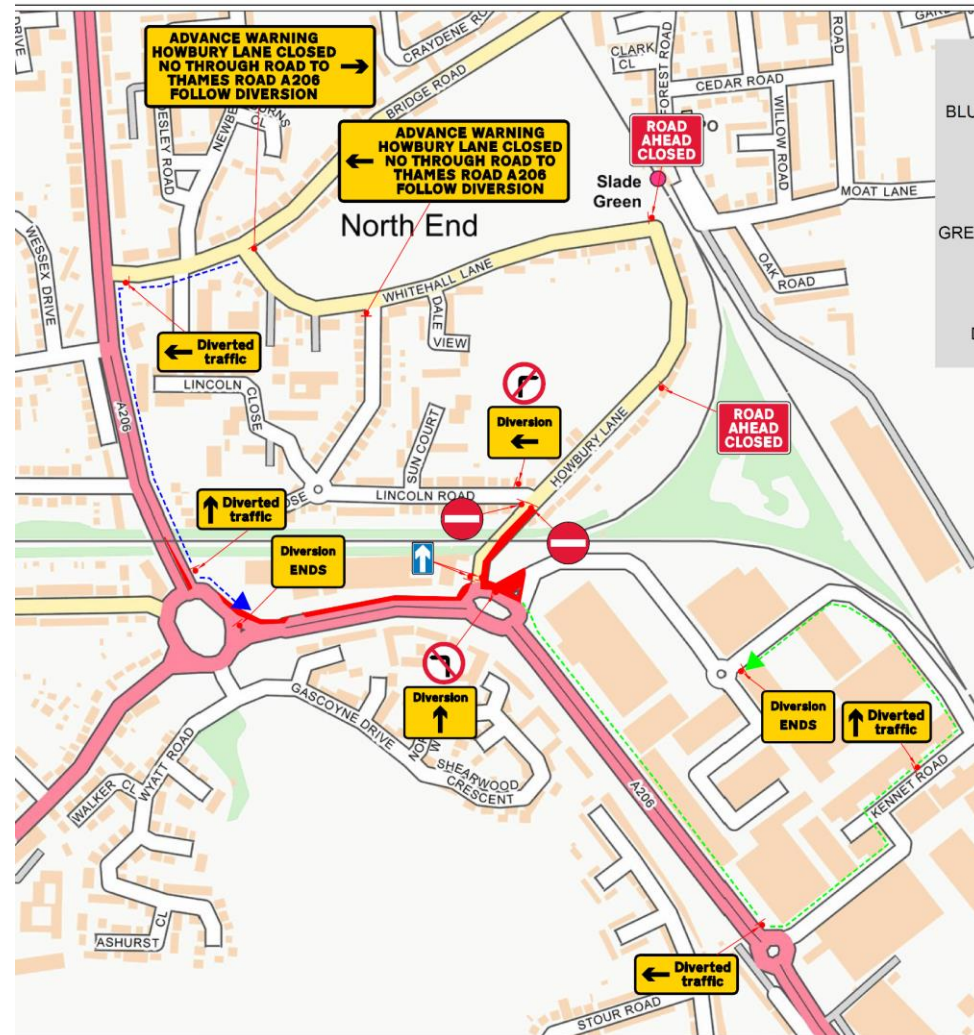 ADVANCE WARNING
HOWBURY LANE CLOSED
NO THROUGH ROAD TO
THAMES ROAD A206
FOLLOW DIVERSION
CRAYDENE
CLARK
CL
FOREST ROAD
ROAD
CEDAR ROAD
WILLOW ROAD
BRIDGE ROAD
DRIVE
ROAD
BLU
ADVANCE WARNING
HOWBURY LANE CLOSED
NO THROUGH ROAD TO
THAMES ROAD A206
FOLLOW DIVERSION
ROAD
AHEAD
CLOSED
PO
Slade
Green
MOAT LANE
North End
WESSEX DRIVE
GRE
OAK
ROAD
WHITEHALL LANE
DALE
VIEW
D
Diverted
traffic
LINCOLN
CLOSE
A206
SUN COURT
Diversion
ROAD
AHEAD
CLOSED
HOWBURY LANE
LINCOLN ROAD
OSE
Diverted
traffic
Diversion
ENDS
GASCOYNE DRIVE
Diversion
NOR
W
Diversion
ENDS
Diverted
traffic
WYATT ROAD
WALKER CL
SHEARWOOD
CRESCENT
A206
KENNET ROAD
ASHURST CL
Diverted
traffic
STOUR ROAD